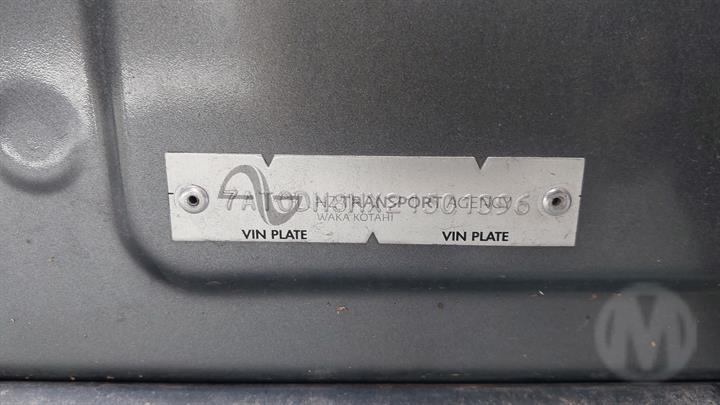 NZ TRANSPORT AGENCY
WAKA KOTAHI
VIN PLATE VIN PLATE
M